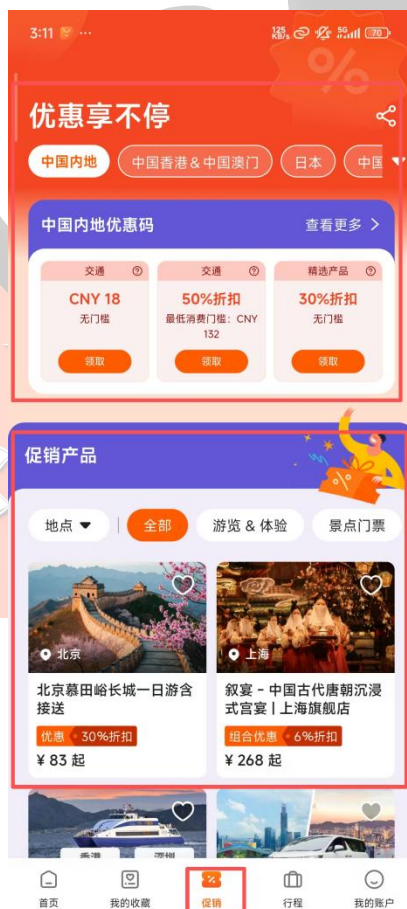 3:11
125 KB/s 5G 70
%
优惠享不停
中国内地 中国香港&中国澳门 日本 中国
中国内地优惠码 查看更多 >
交通 交通 精选产品
CNY 18 50%折扣 30%折扣
无门槛 最低消费门槛：CNY 132 无门槛
领取 领取 领取
促销产品
地点 全部 游览 & 体验 景点门票
北京 上海
北京慕田峪长城一日游含接送
叙宴 - 中国古代唐朝沉浸式宫宴 | 上海旗舰店
优惠 30%折扣 组合优惠 6%折扣
¥ 83 起 ¥ 268 起
香港 深圳
首页 我的收藏 促销 行程 我的账户